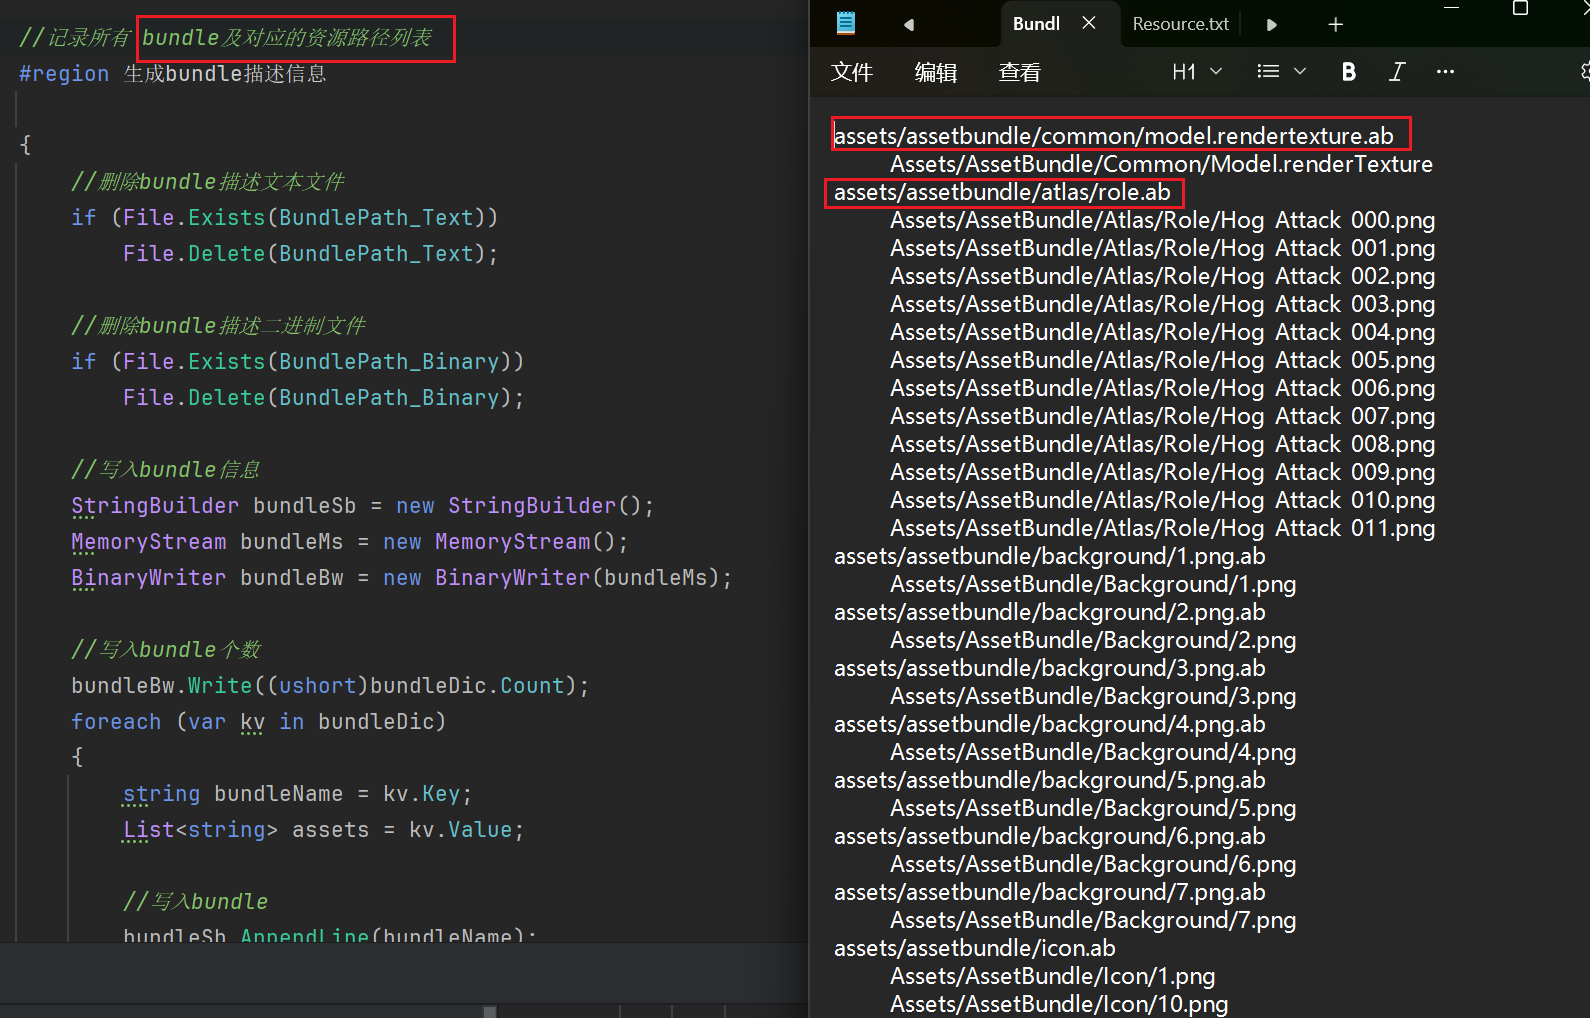 //记录所有 bundle及对应的资源路径列表
#region 生成bundle描述信息
{
//删除bundle描述文本文件
if (File.Exists(BundlePath_Text))
File.Delete(BundlePath_Text);
//删除bundle描述二进制文件
if (File.Exists(BundlePath_Binary))
File.Delete(BundlePath_Binary);
//写入bundle信息
StringBuilder bundleSb = new StringBuilder();
MemoryStream bundleMs = new MemoryStream();
BinaryWriter bundleBw = new BinaryWriter(bundleMs);
//写入bundle个数
bundleBw.Write((ushort)bundleDic.Count);
foreach (var kv in bundleDic)
{
string bundleName = kv.Key;
List<string> assets = kv.Value;
//写入bundle
bundleSb.AppendLine(bundleName);
Bundl
Resource.txt
文件 编辑 查看 H1 B I
assets/assetbundle/common/model.rendertexture.ab
Assets/AssetBundle/Common/Model.renderTexture
assets/assetbundle/atlas/role.ab
Assets/AssetBundle/Atlas/Role/Hog Attack 000.png
Assets/AssetBundle/Atlas/Role/Hog Attack 001.png
Assets/AssetBundle/Atlas/Role/Hog Attack 002.png
Assets/AssetBundle/Atlas/Role/Hog Attack 003.png
Assets/AssetBundle/Atlas/Role/Hog Attack 004.png
Assets/AssetBundle/Atlas/Role/Hog Attack 005.png
Assets/AssetBundle/Atlas/Role/Hog Attack 006.png
Assets/AssetBundle/Atlas/Role/Hog Attack 007.png
Assets/AssetBundle/Atlas/Role/Hog Attack 008.png
Assets/AssetBundle/Atlas/Role/Hog Attack 009.png
Assets/AssetBundle/Atlas/Role/Hog Attack 010.png
Assets/AssetBundle/Atlas/Role/Hog Attack 011.png
assets/assetbundle/background/1.png.ab
Assets/AssetBundle/Background/1.png
assets/assetbundle/background/2.png.ab
Assets/AssetBundle/Background/2.png
assets/assetbundle/background/3.png.ab
Assets/AssetBundle/Background/3.png
assets/assetbundle/background/4.png.ab
Assets/AssetBundle/Background/4.png
assets/assetbundle/background/5.png.ab
Assets/AssetBundle/Background/5.png
assets/assetbundle/background/6.png.ab
Assets/AssetBundle/Background/6.png
assets/assetbundle/background/7.png.ab
Assets/AssetBundle/Background/7.png
assets/assetbundle/icon.ab
Assets/AssetBundle/Icon/1.png
Assets/AssetBundle/Icon/10.png